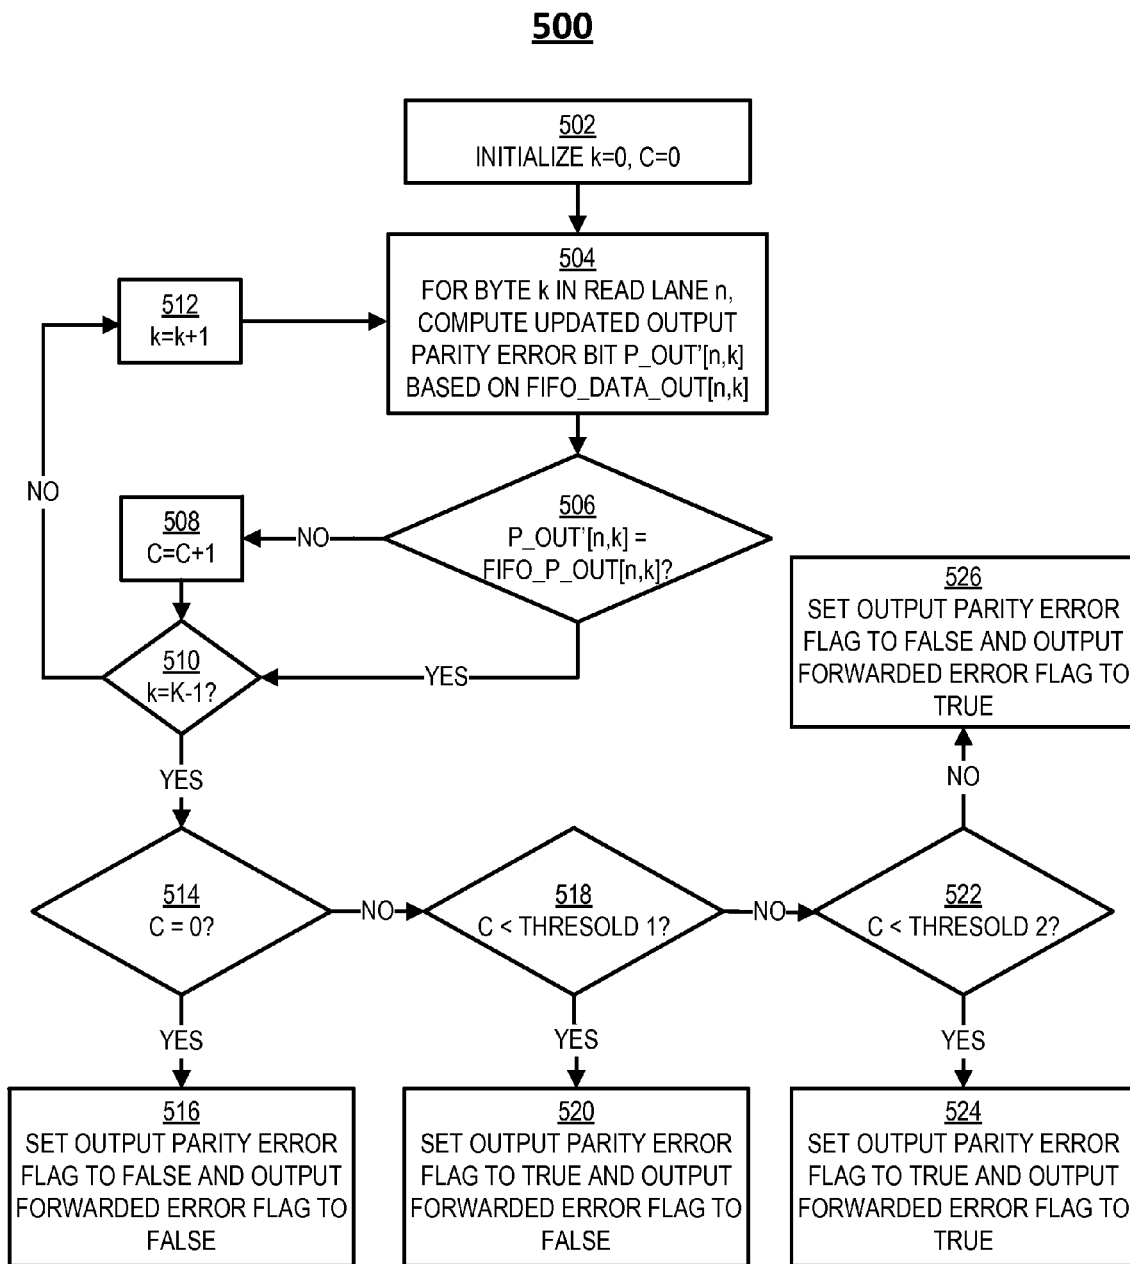 500
502
INITIALIZE k=0, C=0
504
FOR BYTE k IN READ LANE n,
COMPUTE UPDATED OUTPUT
PARITY ERROR BIT P_OUT'[n,k]
BASED ON FIFO_DATA_OUT[n,k]
512
k=k+1
NO
506
P_OUT'[n,k] =
FIFO_P_OUT[n,k]?
NO
508
C=C+1
YES
510
k=K-1?
YES
514
C = 0?
NO
518
C < THRESOLD 1?
NO
522
C < THRESOLD 2?
NO
526
SET OUTPUT PARITY ERROR
FLAG TO FALSE AND OUTPUT
FORWARDED ERROR FLAG TO
TRUE
YES
516
SET OUTPUT PARITY ERROR
FLAG TO FALSE AND OUTPUT
FORWARDED ERROR FLAG TO
FALSE
YES
520
SET OUTPUT PARITY ERROR
FLAG TO TRUE AND OUTPUT
FORWARDED ERROR FLAG TO
FALSE
YES
524
SET OUTPUT PARITY ERROR
FLAG TO TRUE AND OUTPUT
FORWARDED ERROR FLAG TO
TRUE